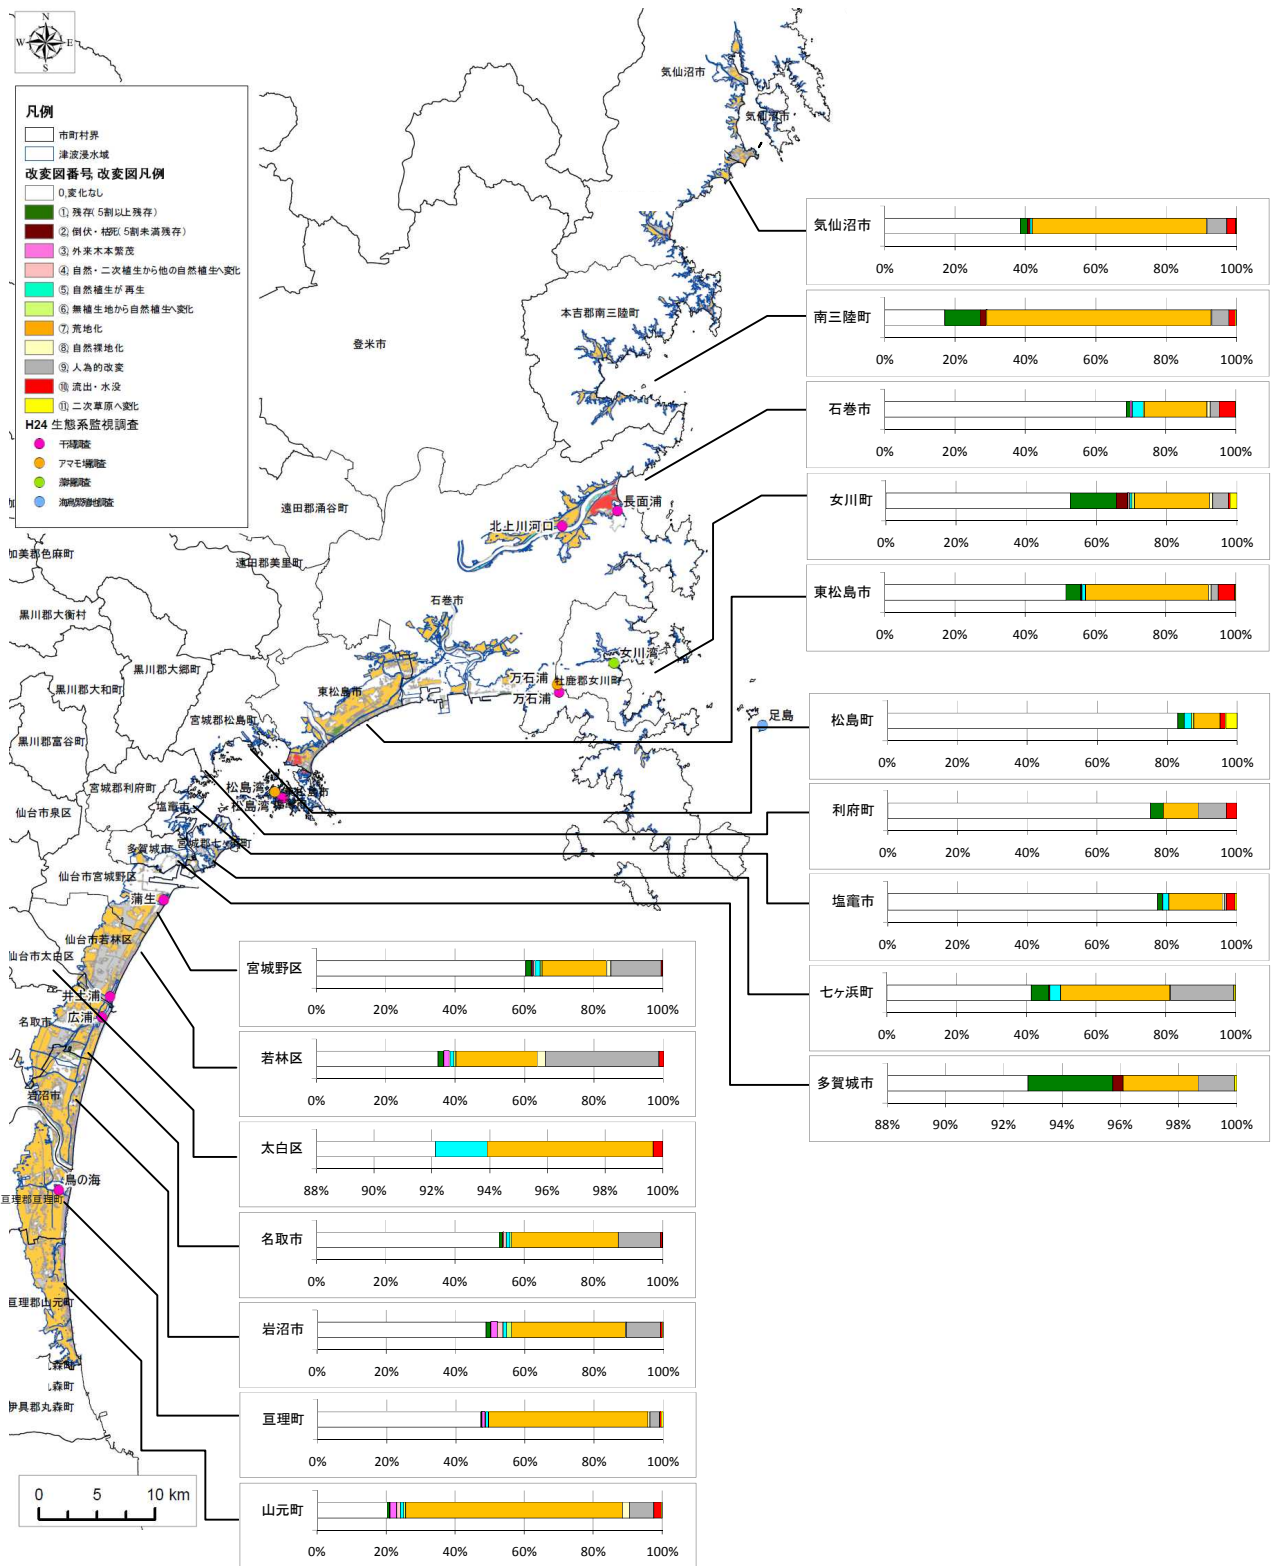 N
W
E
S
凡例
市町村界
津波浸水域
改変図番号 改変図凡例
0, 変化なし
①, 残存(5割以上残存)
②, 倒伏・枯死(5割未満残存)
③, 外来木本繁茂
④, 自然・二次植生から他の自然植生へ変化
⑤, 自然植生が再生
⑥, 無植生地から自然植生へ変化
⑦, 荒地化
⑧, 自然裸地化
⑨, 人為的改変
⑩, 流出・水没
⑪, 二次草原へ変化
H24 生態系監視調査
干潟調査
アマモ場調査
藻場調査
海鳥繁殖地調査
気仙沼市
気仙沼市
本吉郡南三陸町
登米市
遠田郡涌谷町
遠田郡美里町
加美郡色麻町
黒川郡大衡村
黒川郡大郷町
黒川郡大和町
黒川郡富谷町
宮城郡松島町
宮城郡利府町
仙台市泉区
塩竈市
多賀城市
宮城郡七ヶ浜町
仙台市宮城野区
仙台市若林区
仙台市太白区
名取市
岩沼市
亘理郡亘理町
亘理郡山元町
丸森町
丸森町
伊具郡丸森町
石巻市
東松島市
牡鹿郡女川町
長面浦
北上川河口
女川湾
万石浦
万石浦
足島
松島湾
松島湾
蒲生
井土浦
広浦
鳥の海
気仙沼市
0% 20% 40% 60% 80% 100%
南三陸町
0% 20% 40% 60% 80% 100%
石巻市
0% 20% 40% 60% 80% 100%
女川町
0% 20% 40% 60% 80% 100%
東松島市
0% 20% 40% 60% 80% 100%
松島町
0% 20% 40% 60% 80% 100%
利府町
0% 20% 40% 60% 80% 100%
塩竈市
0% 20% 40% 60% 80% 100%
七ヶ浜町
0% 20% 40% 60% 80% 100%
多賀城市
88% 90% 92% 94% 96% 98% 100%
宮城野区
0% 20% 40% 60% 80% 100%
若林区
0% 20% 40% 60% 80% 100%
太白区
88% 90% 92% 94% 96% 98% 100%
名取市
0% 20% 40% 60% 80% 100%
岩沼市
0% 20% 40% 60% 80% 100%
亘理町
0% 20% 40% 60% 80% 100%
山元町
0% 20% 40% 60% 80% 100%
0 5 10 km